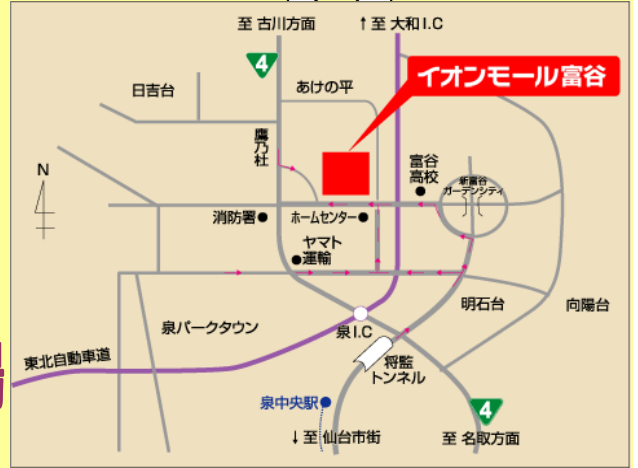 至 古川方面
↑至 大和I.C
4
イオンモール富谷
あけの平
日吉台
鷹乃杜
富谷
高校
新富谷
ガーデンシティ
N
消防署
ホームセンター
ヤマト
運輸
明石台
向陽台
泉パークタウン
泉I.C
東北自動車道
将監
トンネル
泉中央駅
4
↓至 仙台市街
至 名取方面